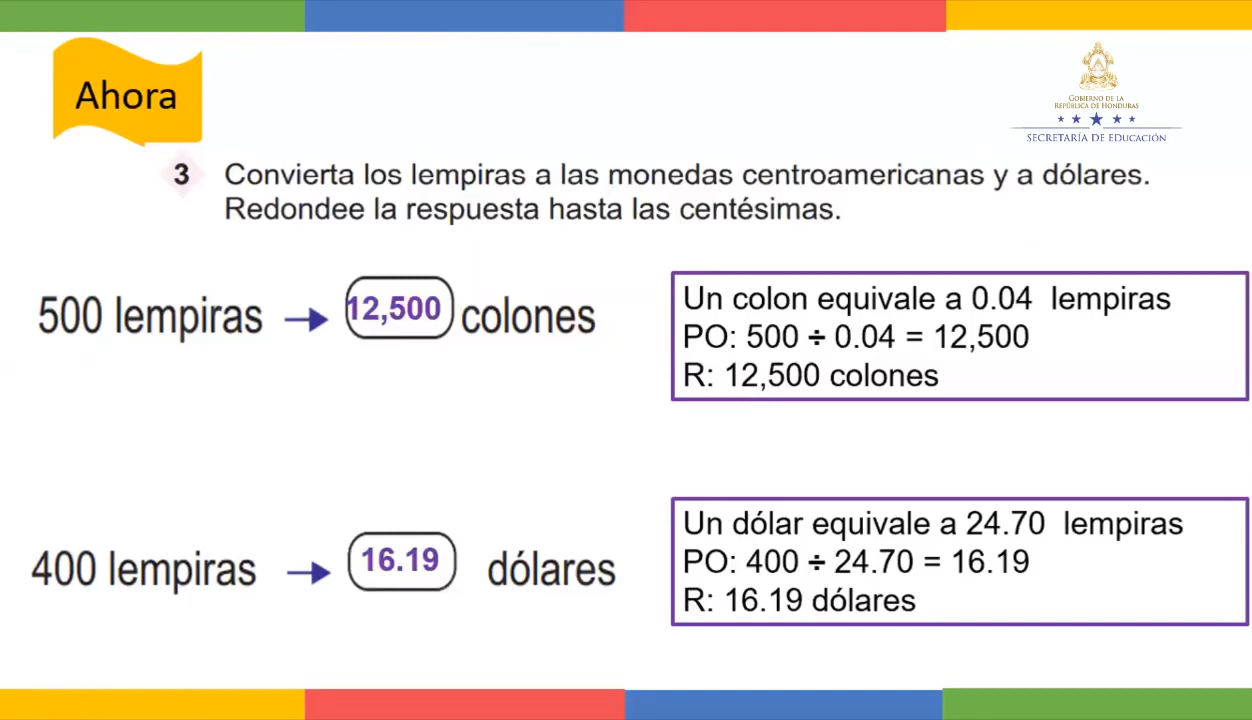 Ahora
GOBIERNO DE LA
REPÚBLICA DE HONDURAS
SECRETARÍA DE EDUCACIÓN
3 Convierta los lempiras a las monedas centroamericanas y a dólares.
Redondee la respuesta hasta las centésimas.
500 lempiras → 12,500 colones
Un colon equivale a 0.04 lempiras
PO: 500 ÷ 0.04 = 12,500
R: 12,500 colones
400 lempiras → 16.19 dólares
Un dólar equivale a 24.70 lempiras
PO: 400 ÷ 24.70 = 16.19
R: 16.19 dólares